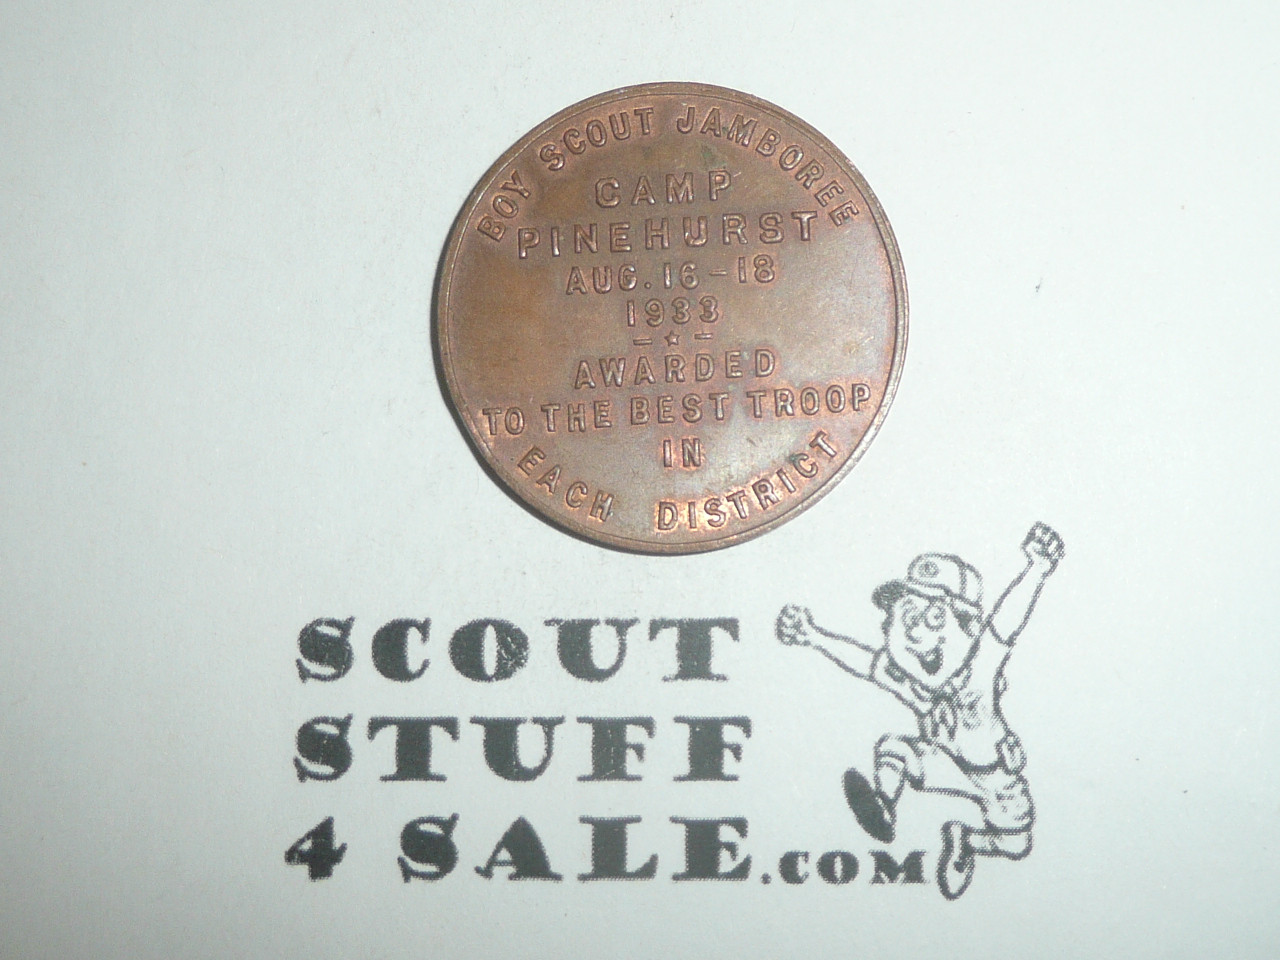 BOY SCOUT JAMBOREE
CAMP
PINEHURST
AUG. 16-18
1933
AWARDED
TO THE BEST TROOP
IN
EACH DISTRICT
SCOUT
STUFF
4 SALE.COM